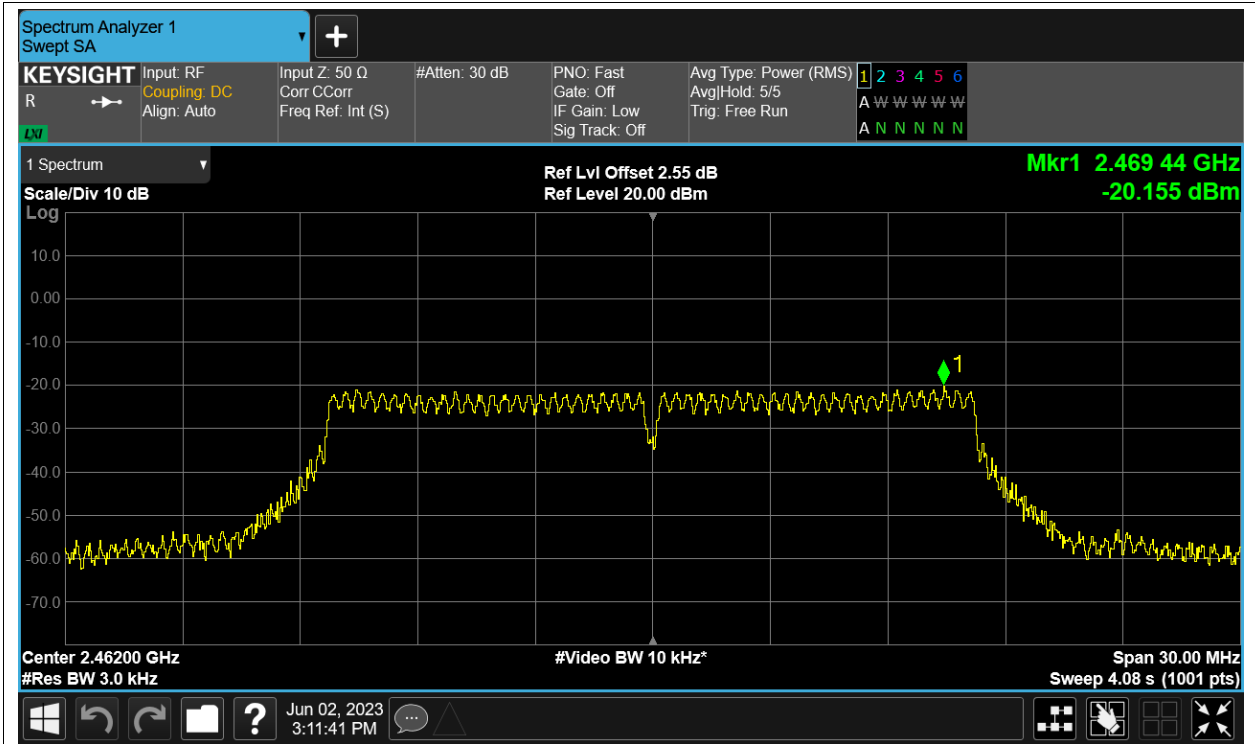 Spectrum Analyzer 1
Swept SA
+
KEYSIGHT
R
LXI
Input: RF
Coupling: DC
Align: Auto
Input Z: 50 Ω
Corr CCorr
Freq Ref: Int (S)
#Atten: 30 dB
PNO: Fast
Gate: Off
IF Gain: Low
Sig Track: Off
Avg Type: Power (RMS)
Avg|Hold: 5/5
Trig: Free Run
1 2 3 4 5 6
A W W W W W
A N N N N N
1 Spectrum
Scale/Div 10 dB
Log
Ref Lvl Offset 2.55 dB
Ref Level 20.00 dBm
Mkr1 2.469 44 GHz
-20.155 dBm
10.0
0.00
-10.0
-20.0
-30.0
-40.0
-50.0
-60.0
-70.0
1
Center 2.46200 GHz
#Res BW 3.0 kHz
#Video BW 10 kHz*
Span 30.00 MHz
Sweep 4.08 s (1001 pts)
?
Jun 02, 2023
3:11:41 PM